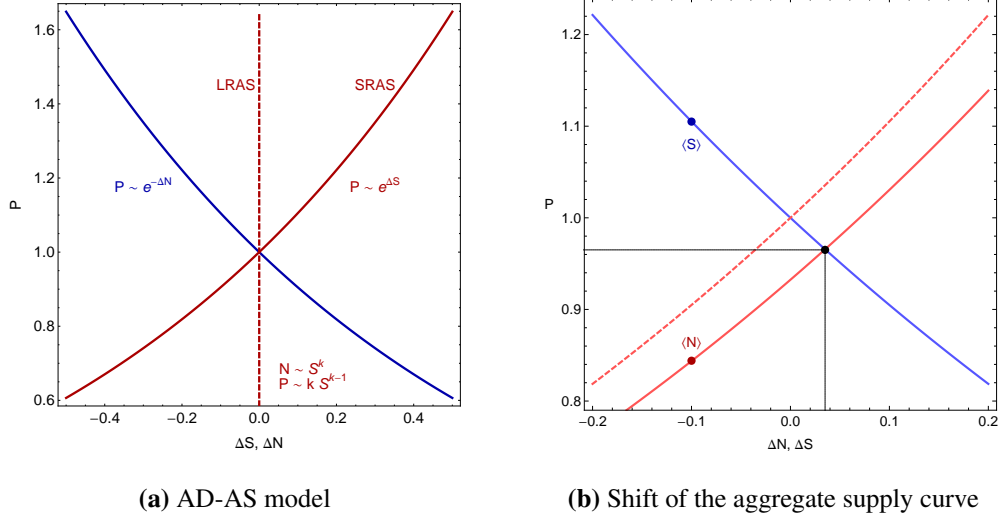 1.6
1.4
1.2
1.0
0.8
0.6
P
LRAS
SRAS
P ~ e^{−ΔN}
P ~ e^{ΔS}
N ~ S^k
P ~ k S^{k−1}
−0.4
−0.2
0.0
0.2
0.4
ΔS, ΔN
(a) AD-AS model
1.2
1.1
1.0
0.9
0.8
P
⟨S⟩
⟨N⟩
−0.2
−0.1
0.0
0.1
0.2
ΔN, ΔS
(b) Shift of the aggregate supply curve